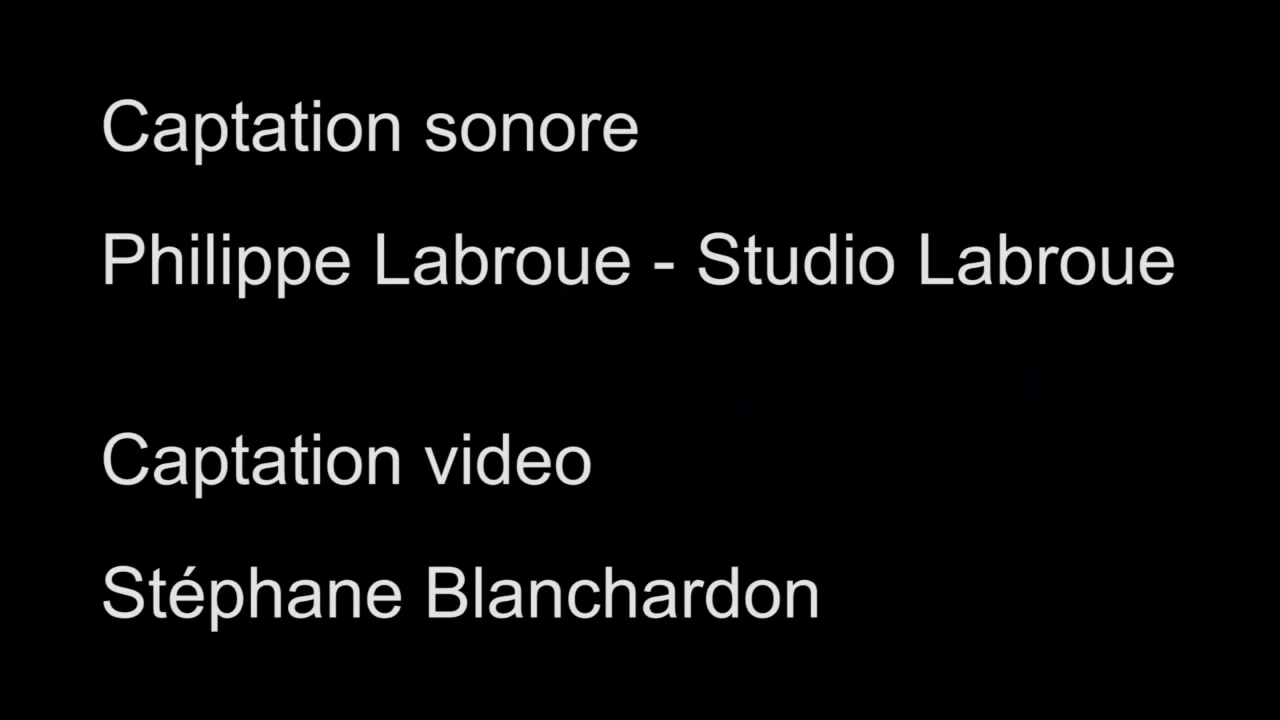 Captation sonore
Philippe Labroue - Studio Labroue
Captation video
Stéphane Blanchardon